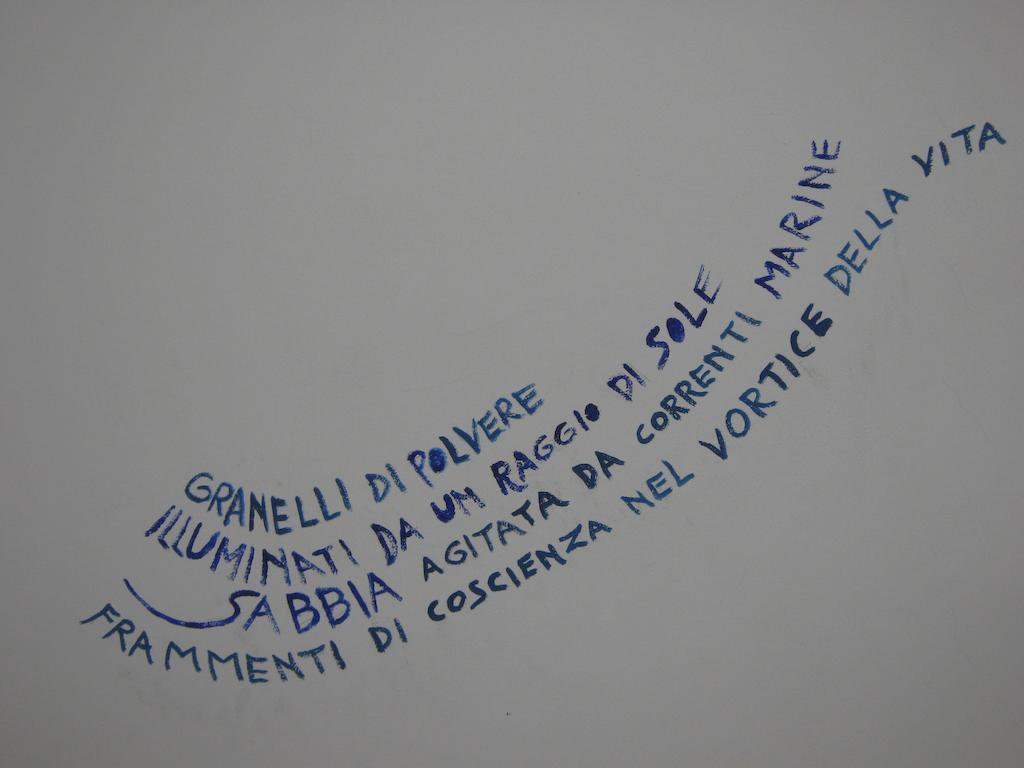 GRANELLI DI POLVERE
ILLUMINATI DA UN RAGGIO DI SOLE
SABBIA AGITATA DA CORRENTI MARINE
FRAMMENTI DI COSCIENZA NEL VORTICE DELLA VITA